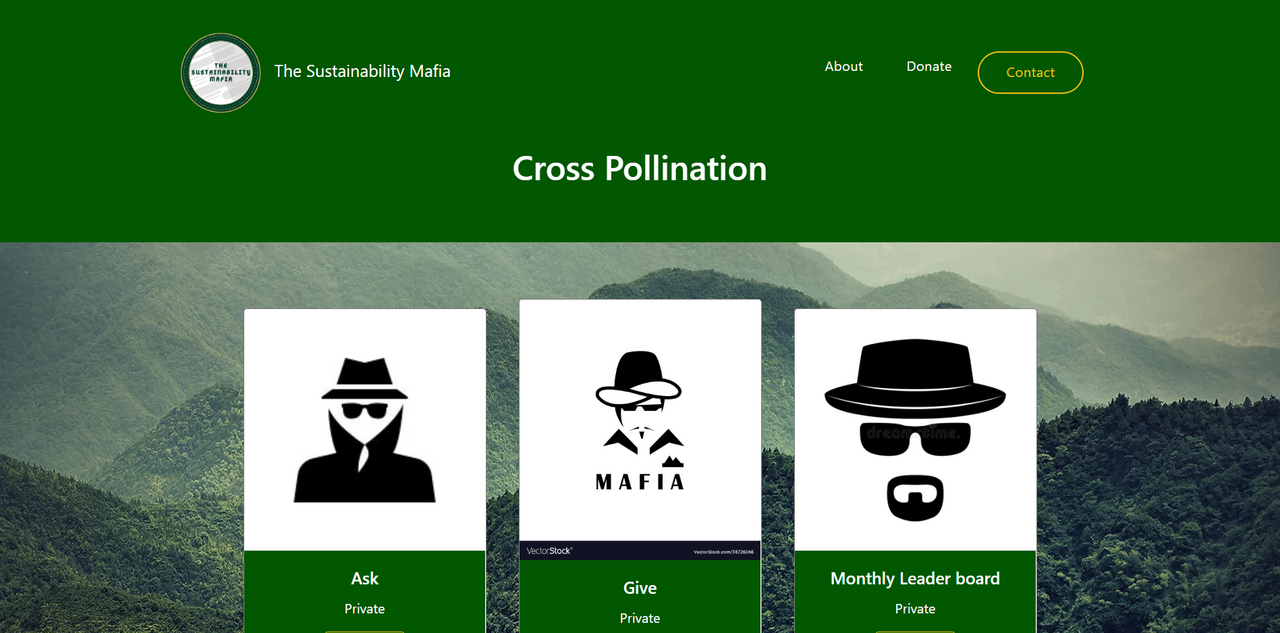 THE
SUSTAINABILITY
MAFIA
The Sustainability Mafia
About
Donate
Contact
Cross Pollination
MAFIA
dreamstime.
VectorStock®
VectorStock.com/16726066
Ask
Private
Give
Private
Monthly Leader board
Private